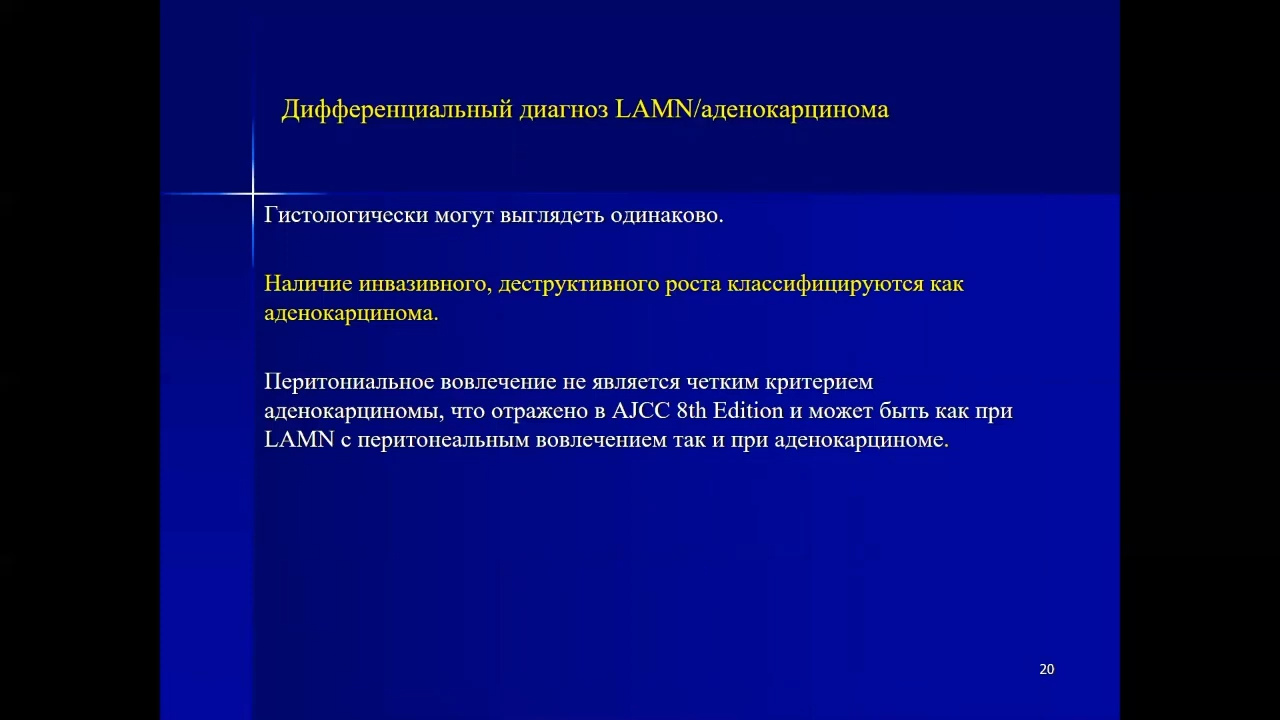 Дифференциальный диагноз LAMN/аденокарцинома
Гистологически могут выглядеть одинаково.
Наличие инвазивного, деструктивного роста классифицируются как
аденокарцинома.
Перитониальное вовлечение не является четким критерием
аденокарциномы, что отражено в AJCC 8th Edition и может быть как при
LAMN с перитонеальным вовлечением так и при аденокарциноме.
20